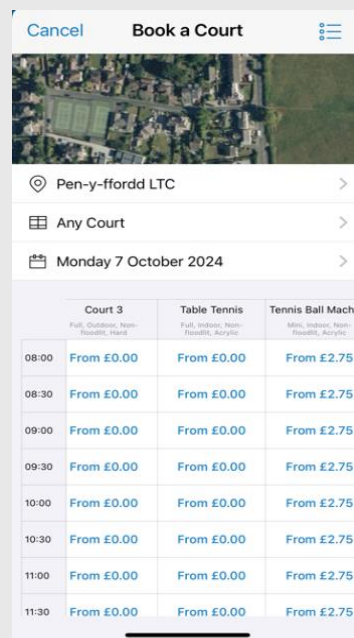 Cancel Book a Court
Pen-y-ffordd LTC
Any Court
Monday 7 October 2024
Court 3 Table Tennis Tennis Ball Mach
Full, Outdoor, Non- Full, Indoor, Non- Mini, Indoor, Non-
floodlit, Hard floodlit, Acrylic floodlit, Acrylic
08:00 From £0.00 From £0.00 From £2.75
08:30 From £0.00 From £0.00 From £2.75
09:00 From £0.00 From £0.00 From £2.75
09:30 From £0.00 From £0.00 From £2.75
10:00 From £0.00 From £0.00 From £2.75
10:30 From £0.00 From £0.00 From £2.75
11:00 From £0.00 From £0.00 From £2.75
11:30 From £0.00 From £0.00 From £2.75